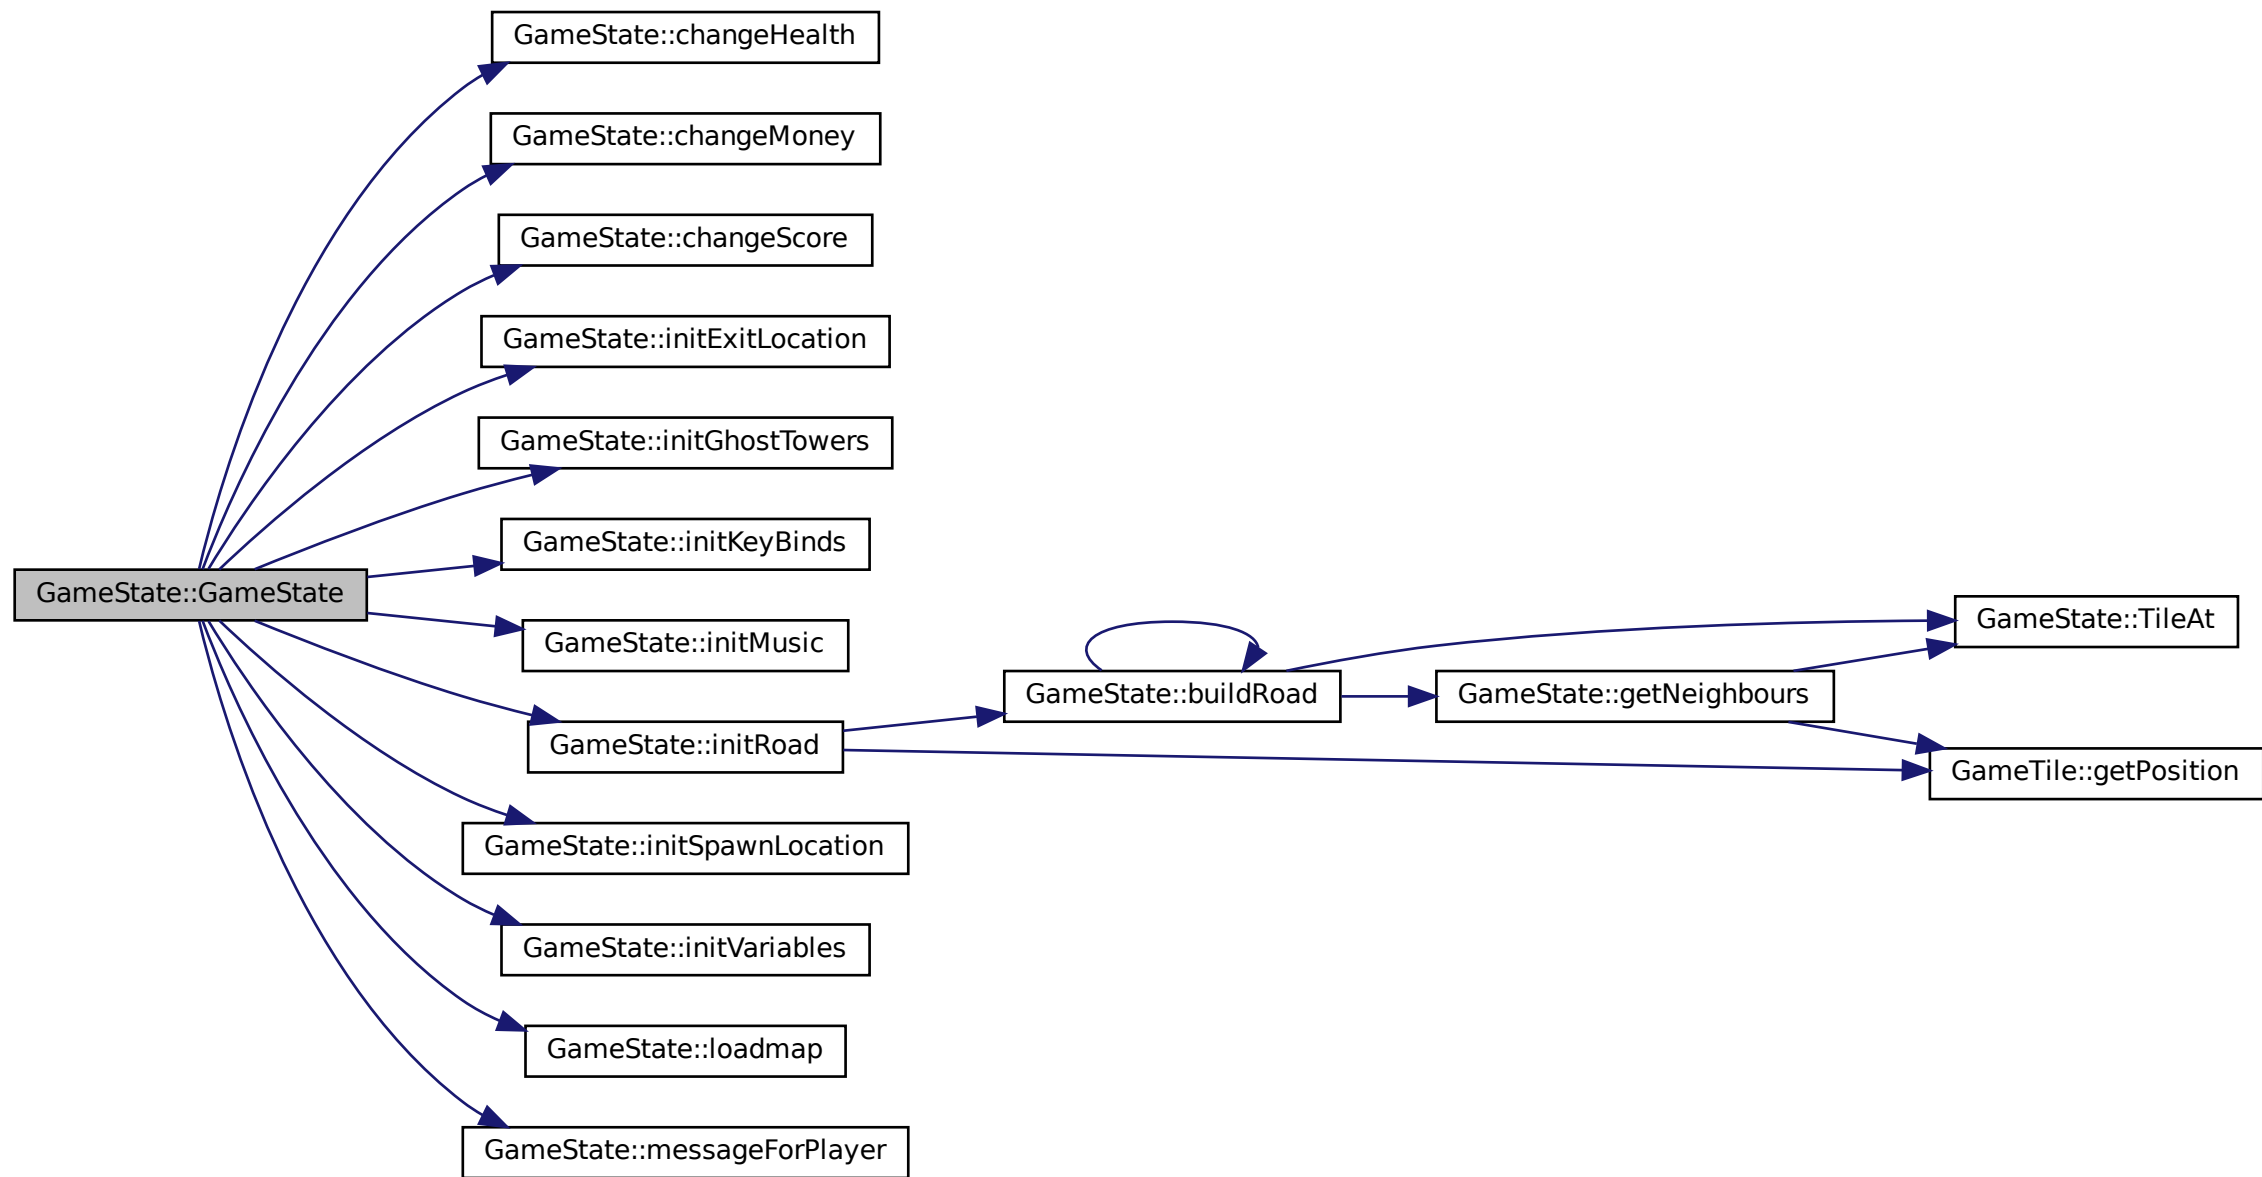 GameState::changeHealth
GameState::changeMoney
GameState::changeScore
GameState::initExitLocation
GameState::initGhostTowers
GameState::initKeyBinds
GameState::GameState
GameState::initMusic
GameState::TileAt
GameState::buildRoad
GameState::getNeighbours
GameState::initRoad
GameTile::getPosition
GameState::initSpawnLocation
GameState::initVariables
GameState::loadmap
GameState::messageForPlayer